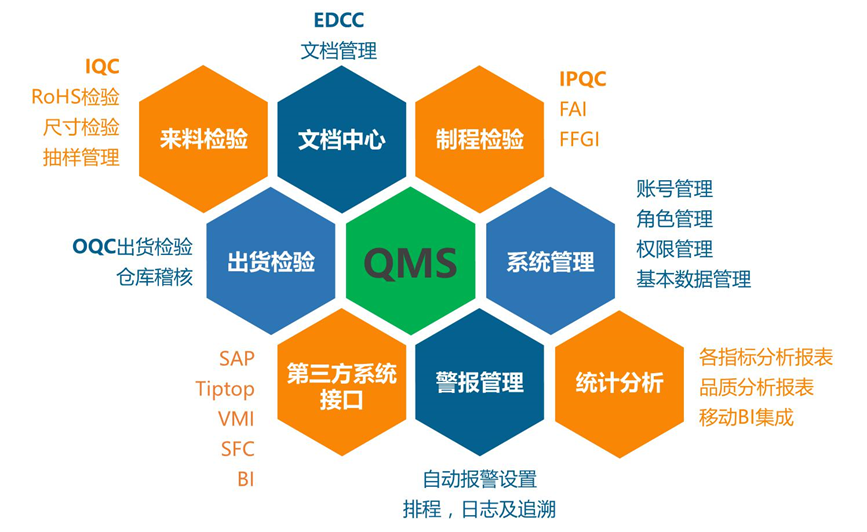 EDCC
文档管理
IQC
RoHS检验
尺寸检验
抽样管理
来料检验
文档中心
制程检验
IPQC
FAI
FFGI
OQC出货检验
仓库稽核
出货检验
QMS
系统管理
账号管理
角色管理
权限管理
基本数据管理
SAP
Tiptop
VMI
SFC
BI
第三方系统
接口
警报管理
统计分析
各指标分析报表
品质分析报表
移动BI集成
自动报警设置
排程，日志及追溯